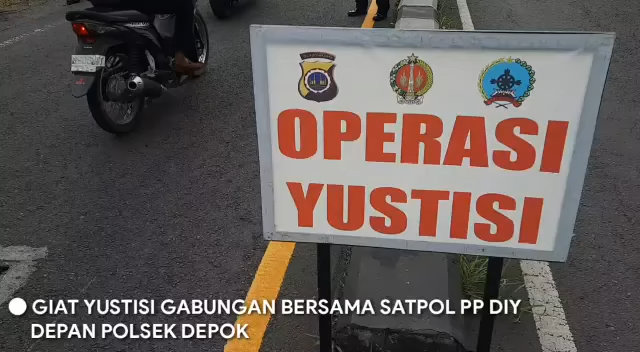 OPERASI
YUSTISI
GIAT YUSTISI GABUNGAN BERSAMA SATPOL PP DIY
DEPAN POLSEK DEPOK